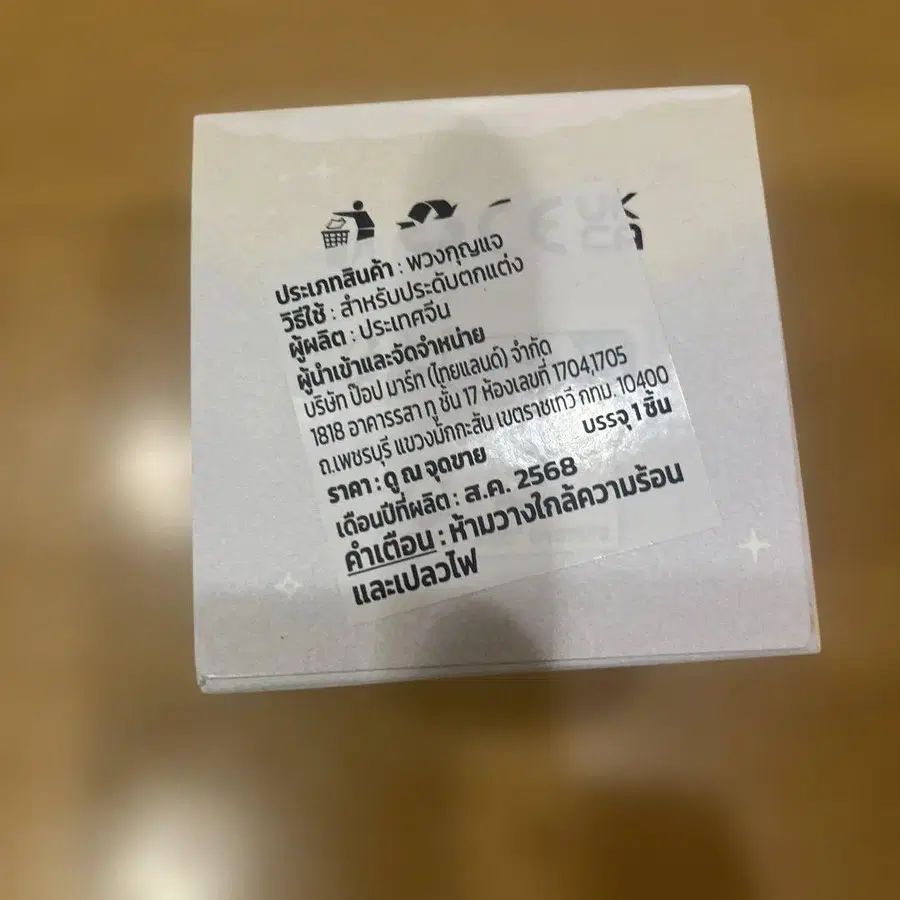 ประเภทสินค้า : พวงกุญแจ
วิธีใช้ : สำหรับประดับตกแต่ง
ผู้ผลิต : ประเทศจีน
ผู้นำเข้าและจัดจำหน่าย
บริษัท ป๊อป มาร์ท (ไทยแลนด์) จำกัด
1818 อาคารรสา ทู ชั้น 17 ห้องเลขที่ 1704,1705
ถ.เพชรบุรี แขวงมักกะสัน เขตราชเทวี กทม. 10400
บรรจุ 1 ชิ้น
ราคา : ดู ณ จุดขาย
เดือนปีที่ผลิต : ส.ค. 2568
คำเตือน : ห้ามวางใกล้ความร้อน
และเปลวไฟ